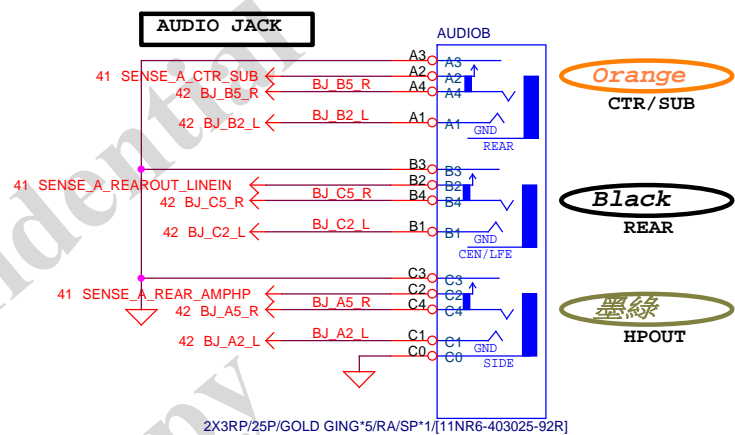 AUDIO JACK
AUDIOB
A3 A3
41 SENSE_A_CTR_SUB A2 A2
42 BJ_B5_R BJ_B5_R A4 A4
42 BJ_B2_L BJ_B2_L A1 A1
GND
REAR
Orange
CTR/SUB
B3 B3
41 SENSE_A_REAROUT_LINEIN B2 B2
42 BJ_C5_R BJ_C5_R B4 B4
42 BJ_C2_L BJ_C2_L B1 B1
GND
CEN/LFE
Black
REAR
C3 C3
41 SENSE_A_REAR_AMPHP C2 C2
42 BJ_A5_R BJ_A5_R C4 C4
42 BJ_A2_L BJ_A2_L C1 C1
GND
C0 C0
SIDE
墨綠
HPOUT
2X3RP/25P/GOLD GING*5/RA/SP*1/[11NR6-403025-92R]